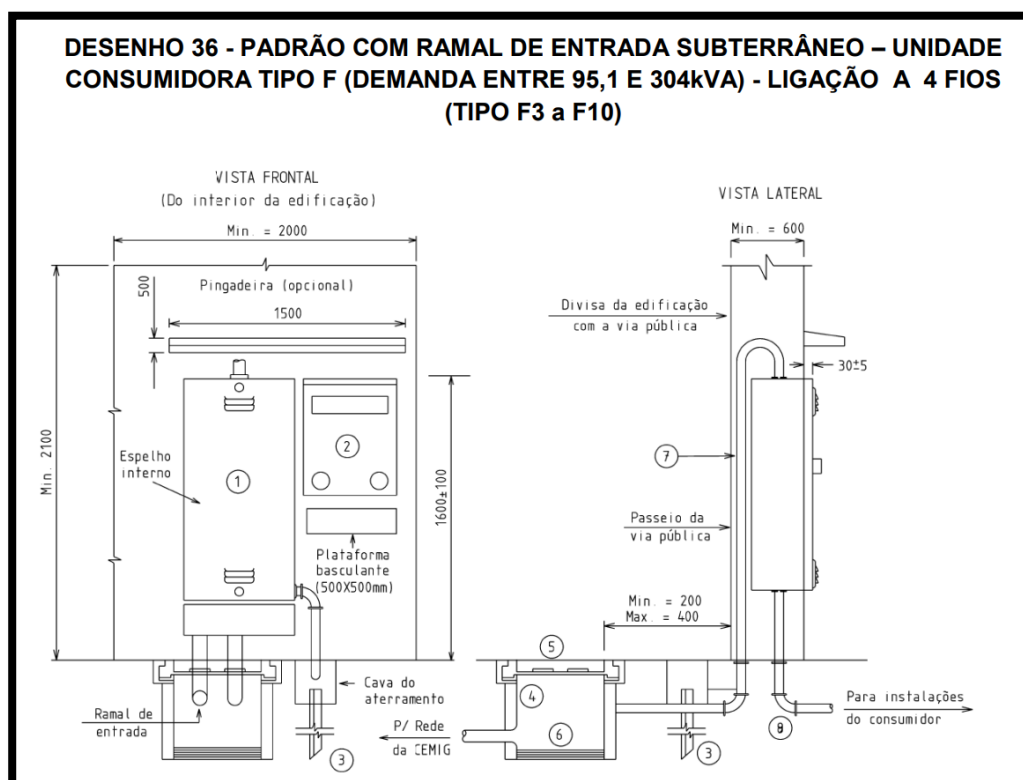 DESENHO 36 - PADRÃO COM RAMAL DE ENTRADA SUBTERRÂNEO – UNIDADE
CONSUMIDORA TIPO F (DEMANDA ENTRE 95,1 E 304kVA) - LIGAÇÃO A 4 FIOS
(TIPO F3 a F10)
VISTA FRONTAL
(Do interior da edificação)
Min. = 2000
Pingadeira (opcional)
500
1500
Min. 2100
Espelho
interno
1
2
1600±100
Plataforma
basculante
(500X500mm)
Cava do
aterramento
Ramal de
entrada
3
P/ Rede
da CEMIG
VISTA LATERAL
Min. = 600
Divisa da edificação
com a via pública
30±5
7
Passeio da
via pública
Min. = 200
Max. = 400
5
4
6
3
8
Para instalações
do consumidor